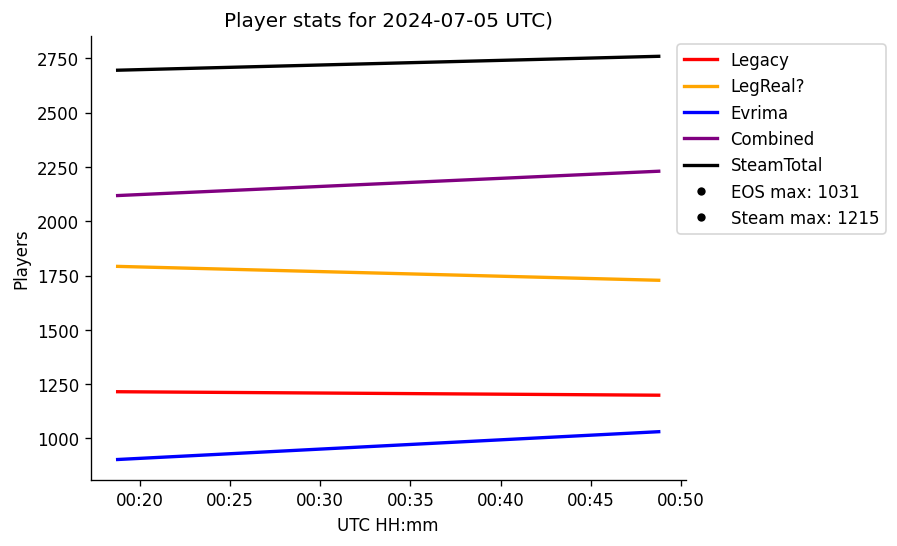 Player stats for 2024-07-05 UTC)
Players
2750
2500
2250
2000
1750
1500
1250
1000
00:20 00:25 00:30 00:35 00:40 00:45 00:50
UTC HH:mm
Legacy
LegReal?
Evrima
Combined
SteamTotal
EOS max: 1031
Steam max: 1215